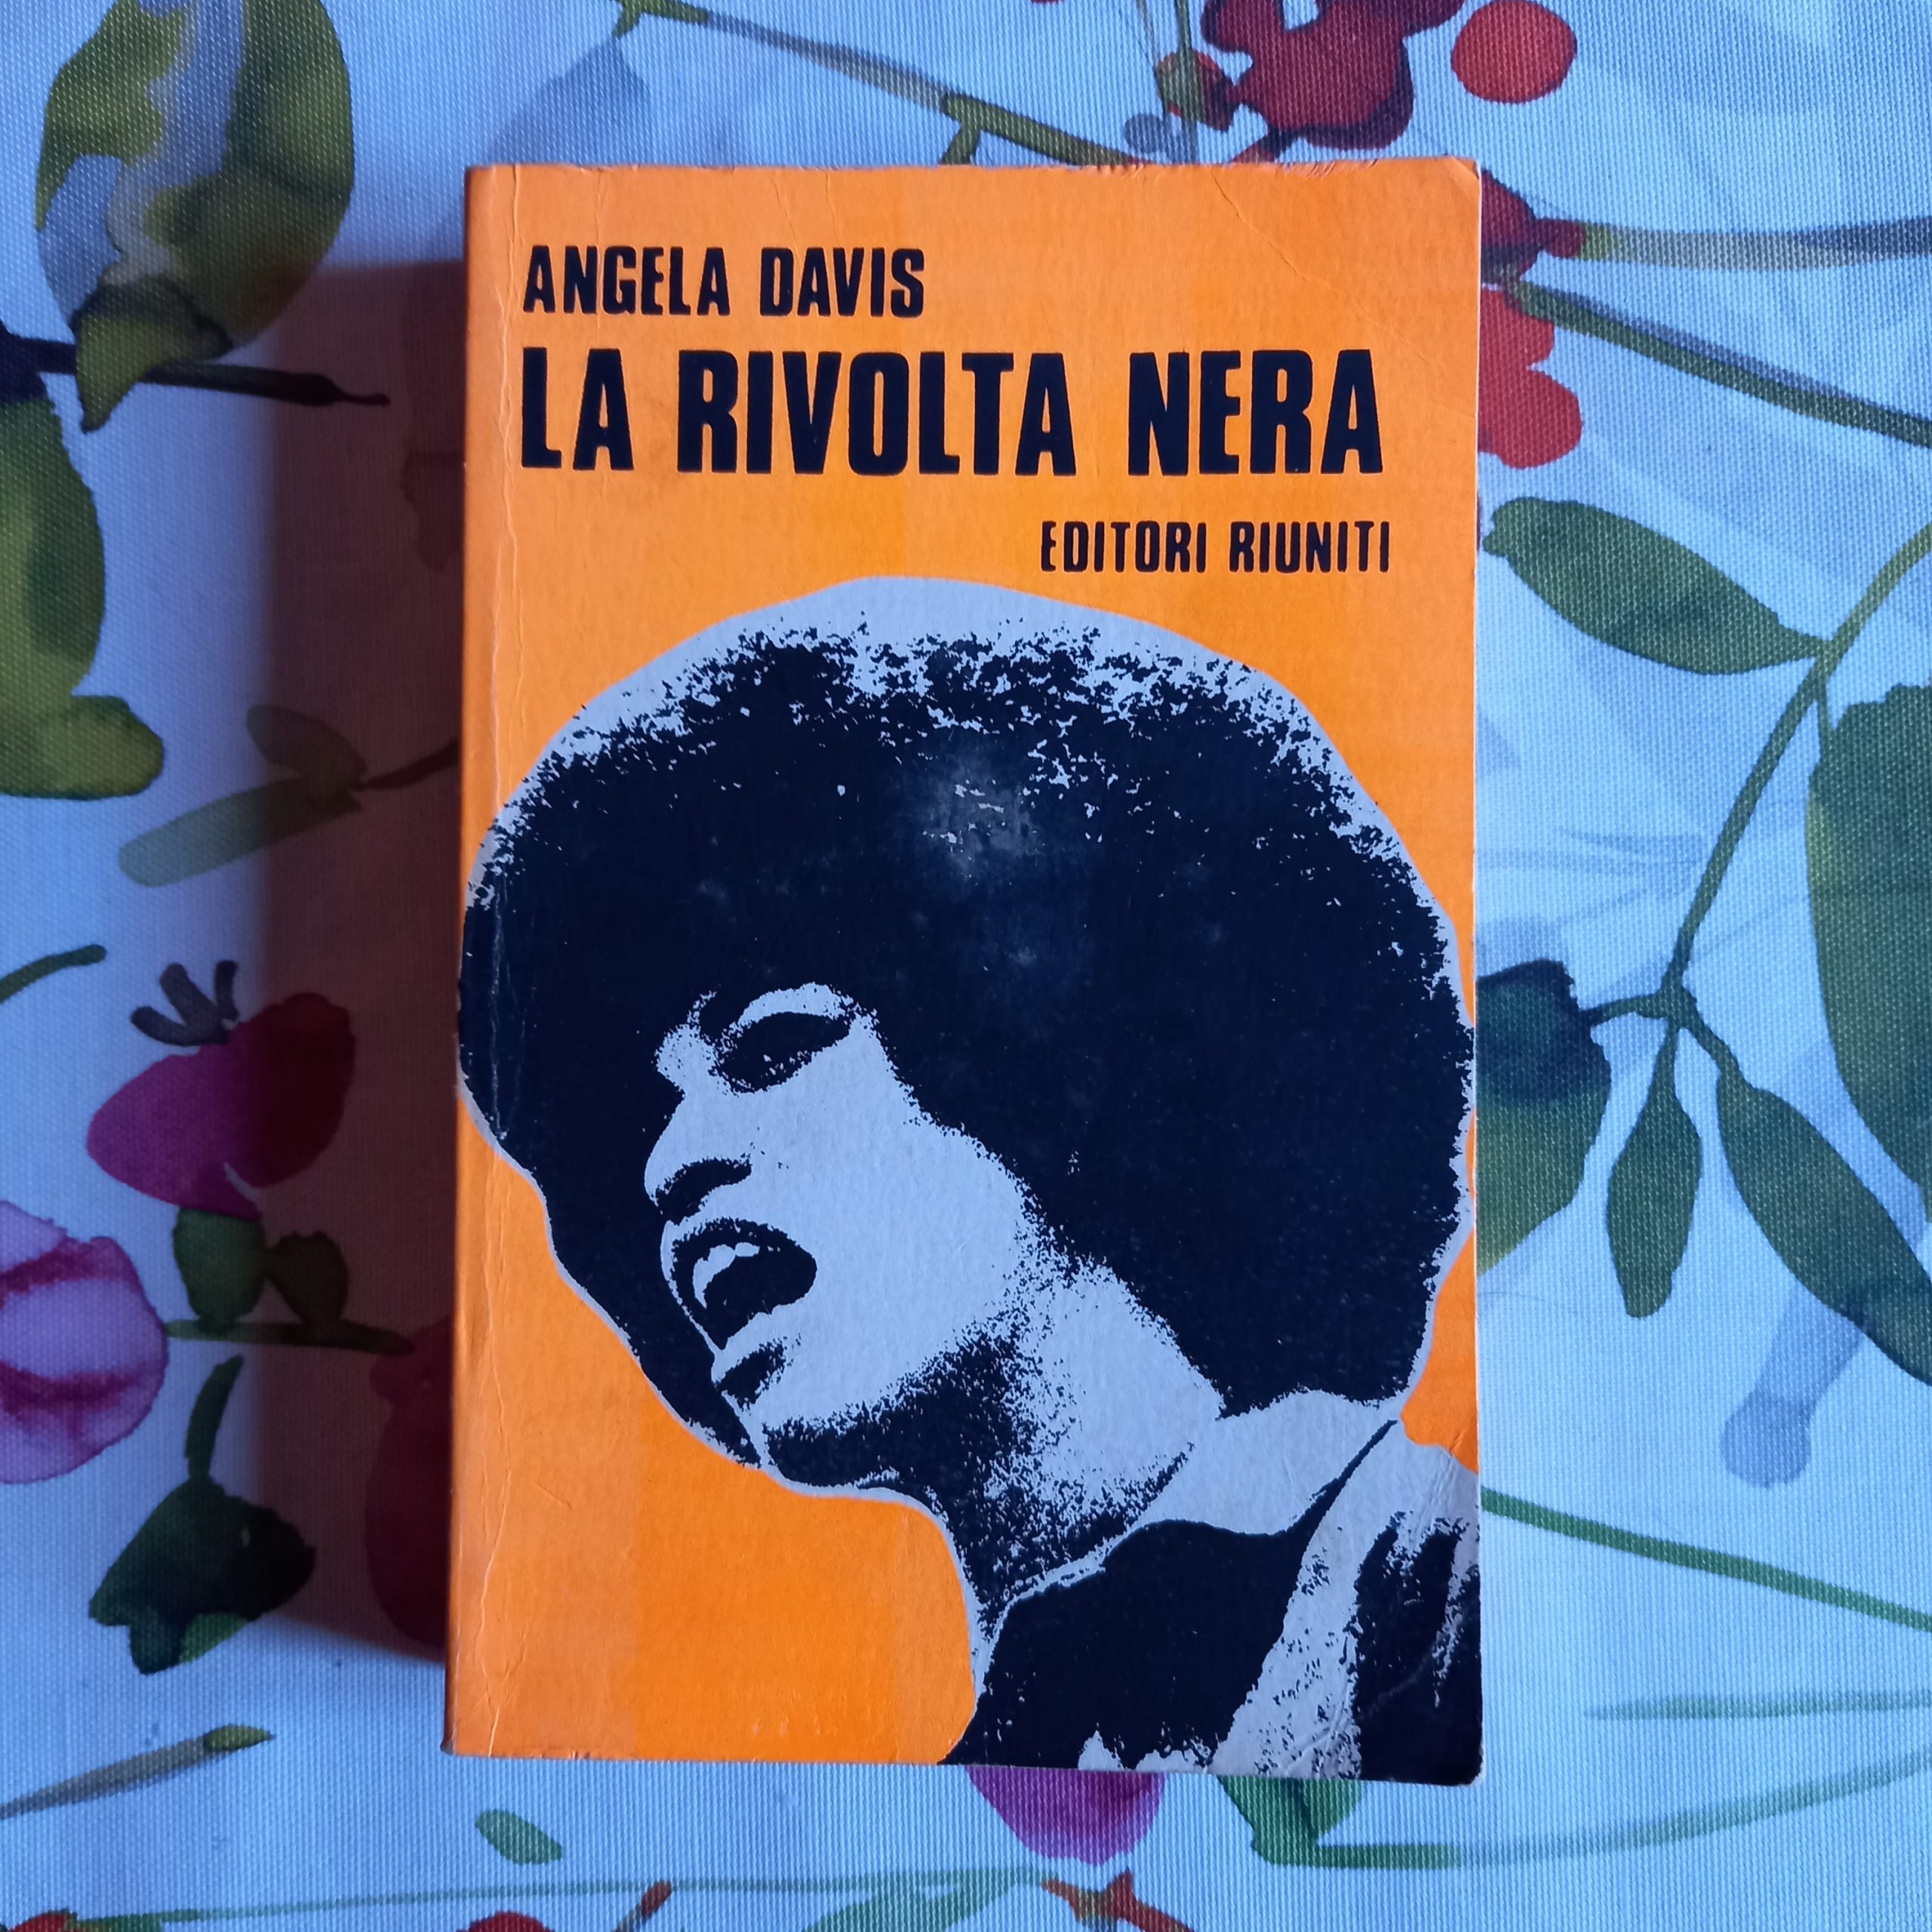 ANGELA DAVIS
LA RIVOLTA NERA
EDITORI RIUNITI